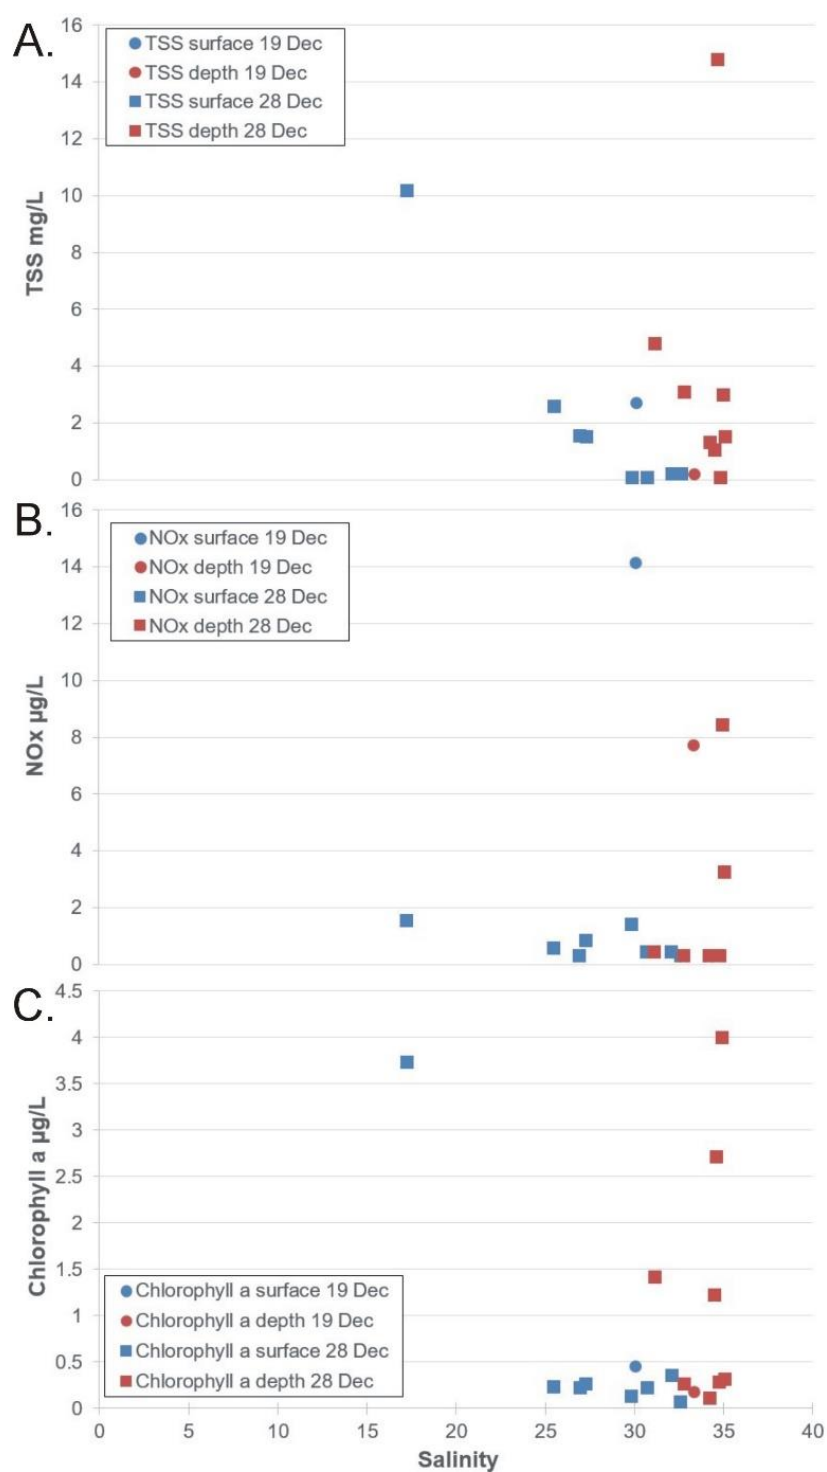 A.
TSS surface 19 Dec
TSS depth 19 Dec
TSS surface 28 Dec
TSS depth 28 Dec
16
14
12
10
8
6
4
2
0
TSS mg/L
B.
NOx surface 19 Dec
NOx depth 19 Dec
NOx surface 28 Dec
NOx depth 28 Dec
16
14
12
10
8
6
4
2
0
NOx µg/L
C.
4.5
4
3.5
3
2.5
2
1.5
1
0.5
0
Chlorophyll a µg/L
Chlorophyll a surface 19 Dec
Chlorophyll a depth 19 Dec
Chlorophyll a surface 28 Dec
Chlorophyll a depth 28 Dec
0 5 10 15 20 25 30 35 40
Salinity